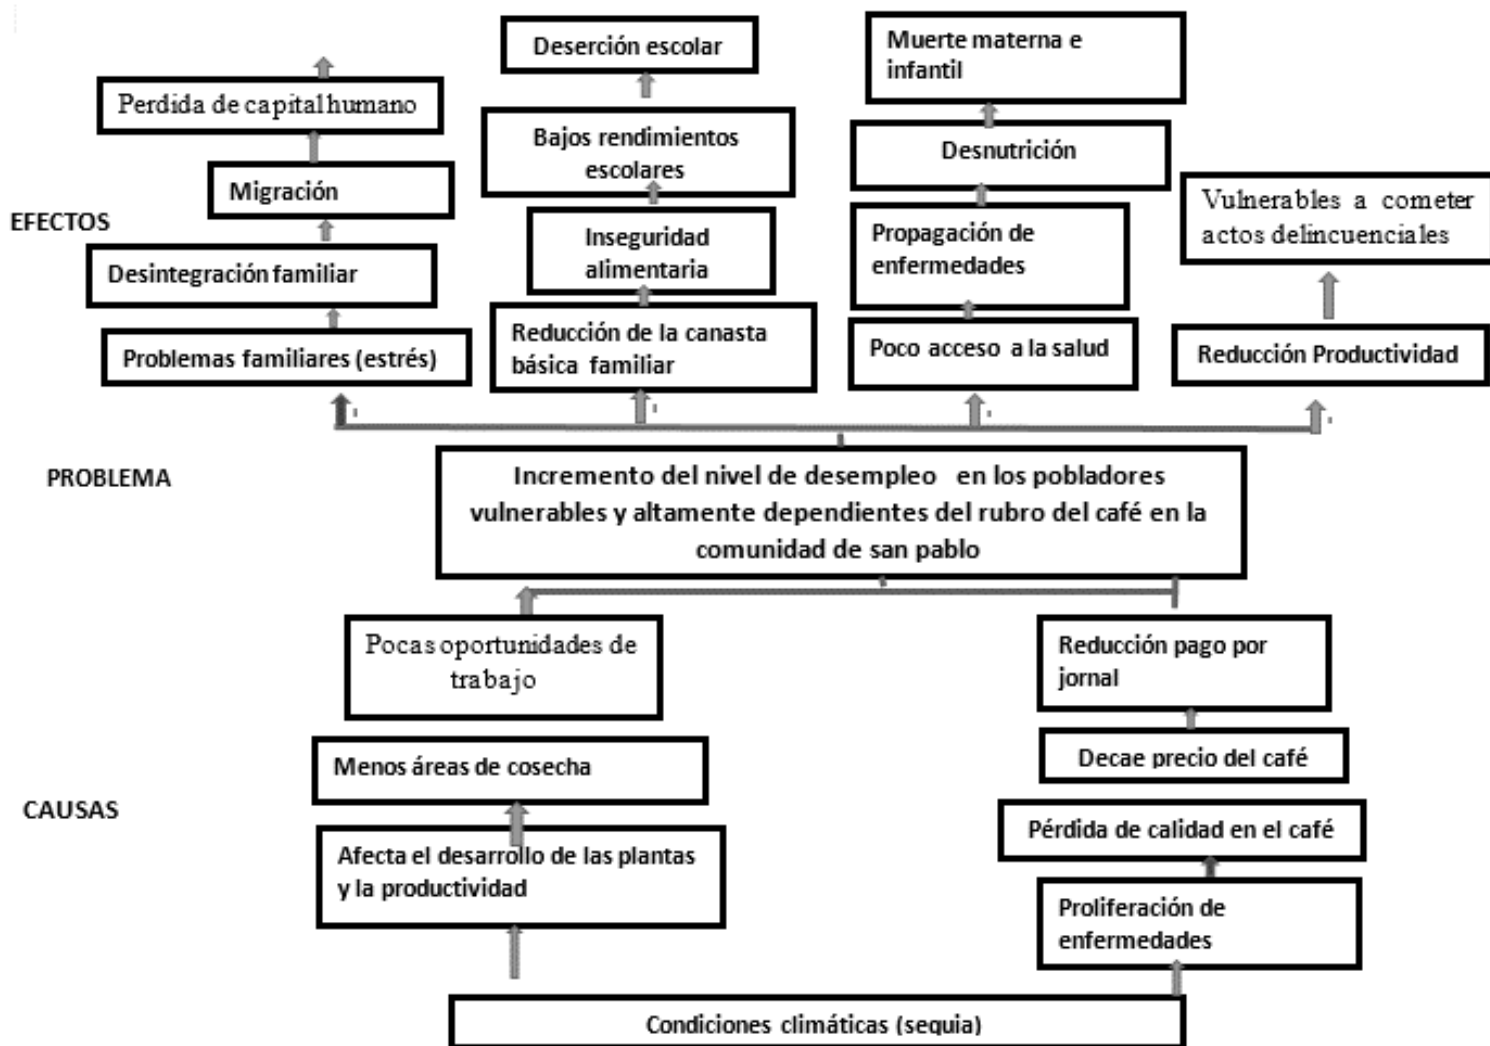 Deserción escolar
Muerte materna e
infantil
Perdida de capital humano
Bajos rendimientos
escolares
Desnutrición
Migración
Vulnerables a cometer
actos delincuenciales
EFECTOS
Inseguridad
alimentaria
Propagación de
enfermedades
Desintegración familiar
Problemas familiares (estrés)
Reducción de la canasta
básica familiar
Poco acceso a la salud
Reducción Productividad
PROBLEMA
Incremento del nivel de desempleo en los pobladores
vulnerables y altamente dependientes del rubro del café en la
comunidad de san pablo
Pocas oportunidades de
trabajo
Reducción pago por
jornal
Menos áreas de cosecha
Decae precio del café
CAUSAS
Afecta el desarrollo de las plantas
y la productividad
Pérdida de calidad en el café
Proliferación de
enfermedades
Condiciones climáticas (sequia)